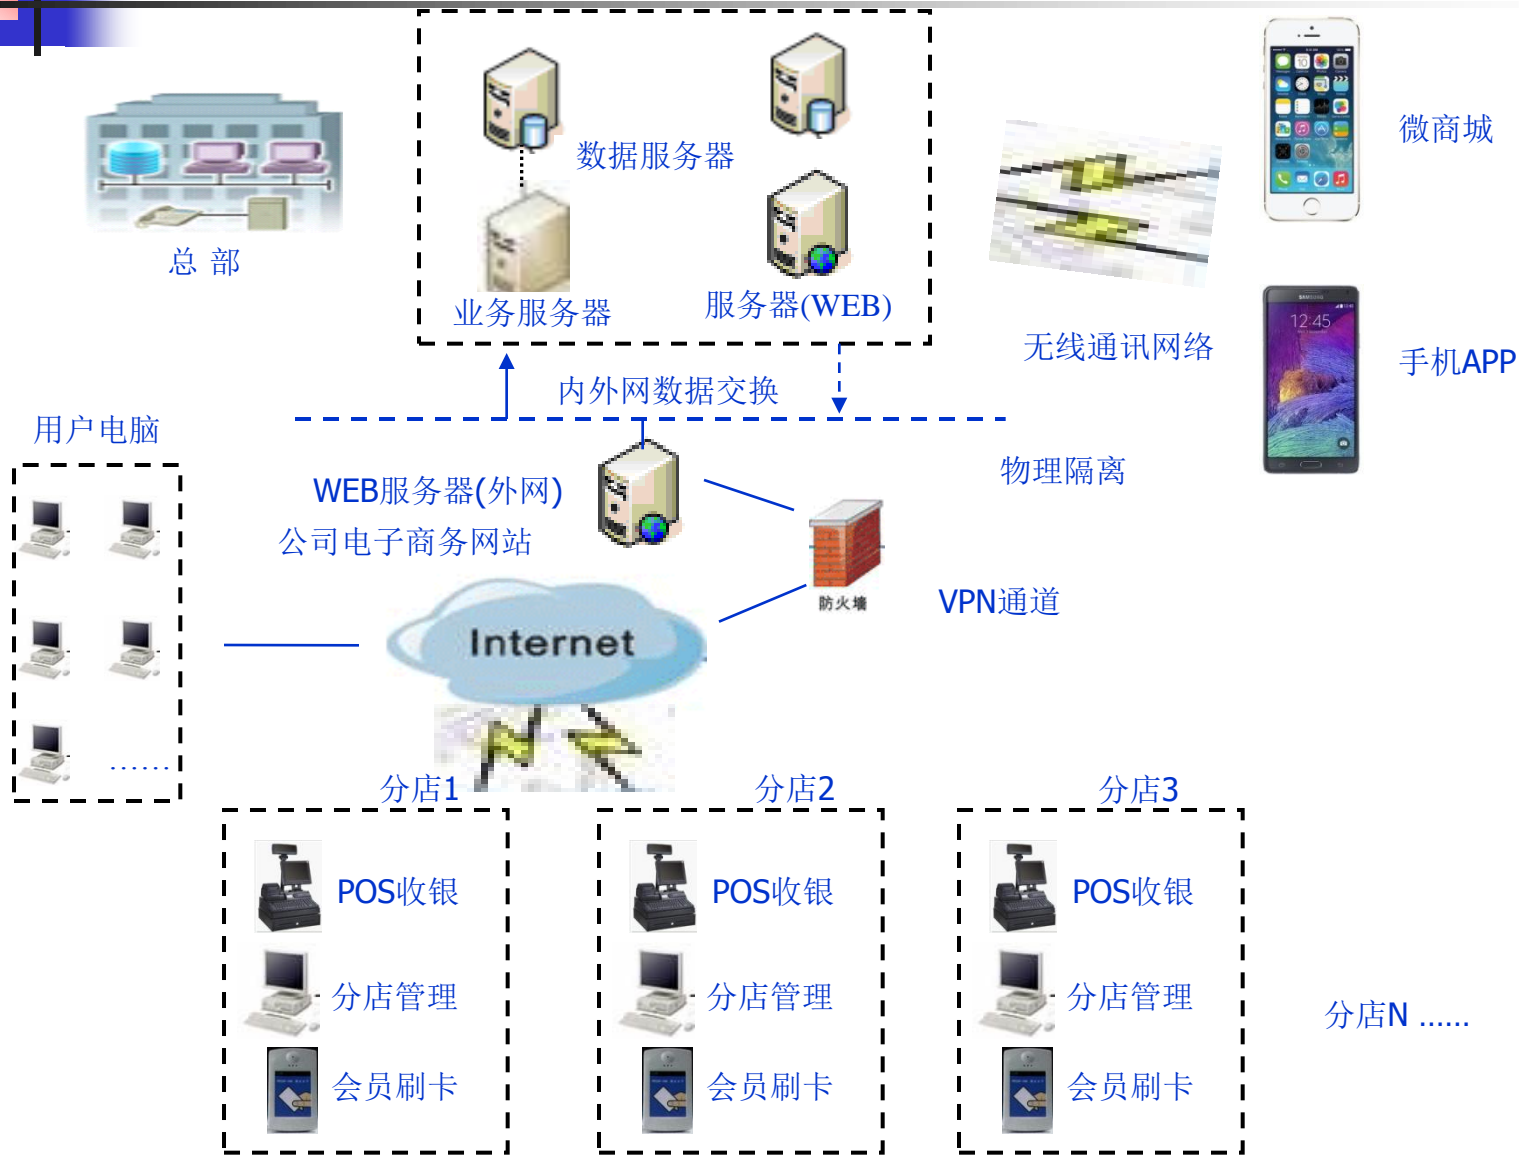 微商城
数据服务器
总 部
业务服务器
服务器(WEB)
SAMSUNG
12:45
无线通讯网络
手机APP
内外网数据交换
用户电脑
物理隔离
WEB服务器(外网)
公司电子商务网站
防火墙
VPN通道
Internet
......
分店1
分店2
分店3
POS收银
POS收银
POS收银
分店管理
分店管理
分店管理
分店N ......
会员刷卡
会员刷卡
会员刷卡